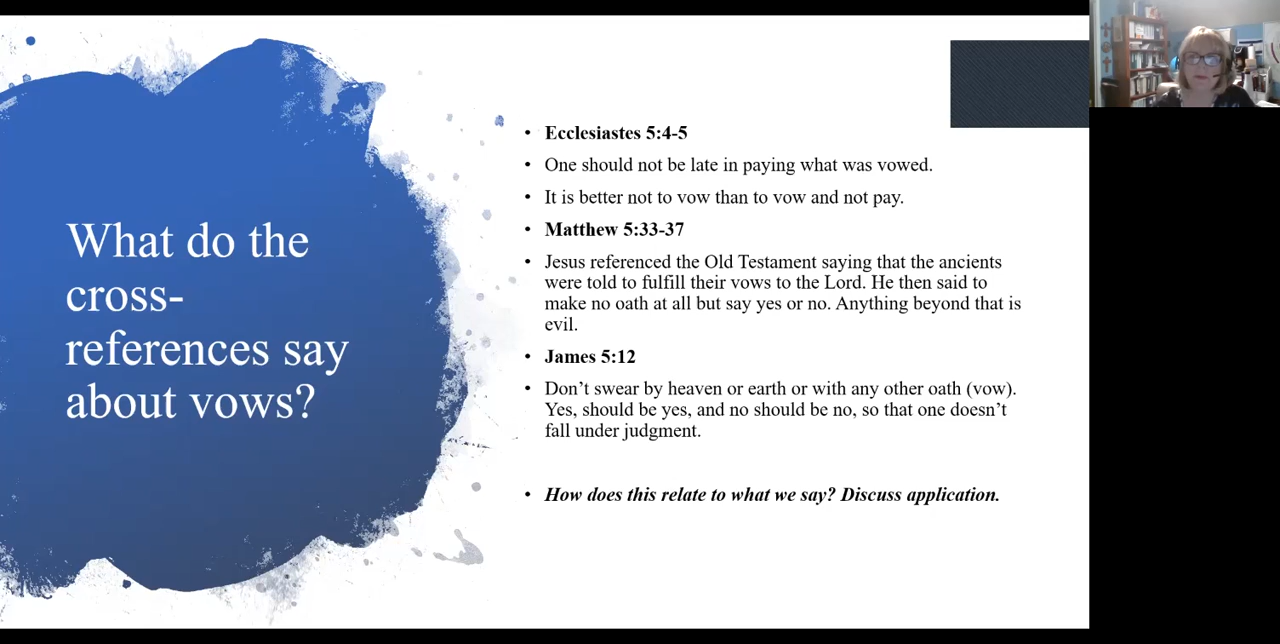 What do the
cross-
references say
about vows?
• Ecclesiastes 5:4-5
• One should not be late in paying what was vowed.
• It is better not to vow than to vow and not pay.
• Matthew 5:33-37
• Jesus referenced the Old Testament saying that the ancients
were told to fulfill their vows to the Lord. He then said to
make no oath at all but say yes or no. Anything beyond that is
evil.
• James 5:12
• Don’t swear by heaven or earth or with any other oath (vow).
Yes, should be yes, and no should be no, so that one doesn’t
fall under judgment.
• How does this relate to what we say? Discuss application.